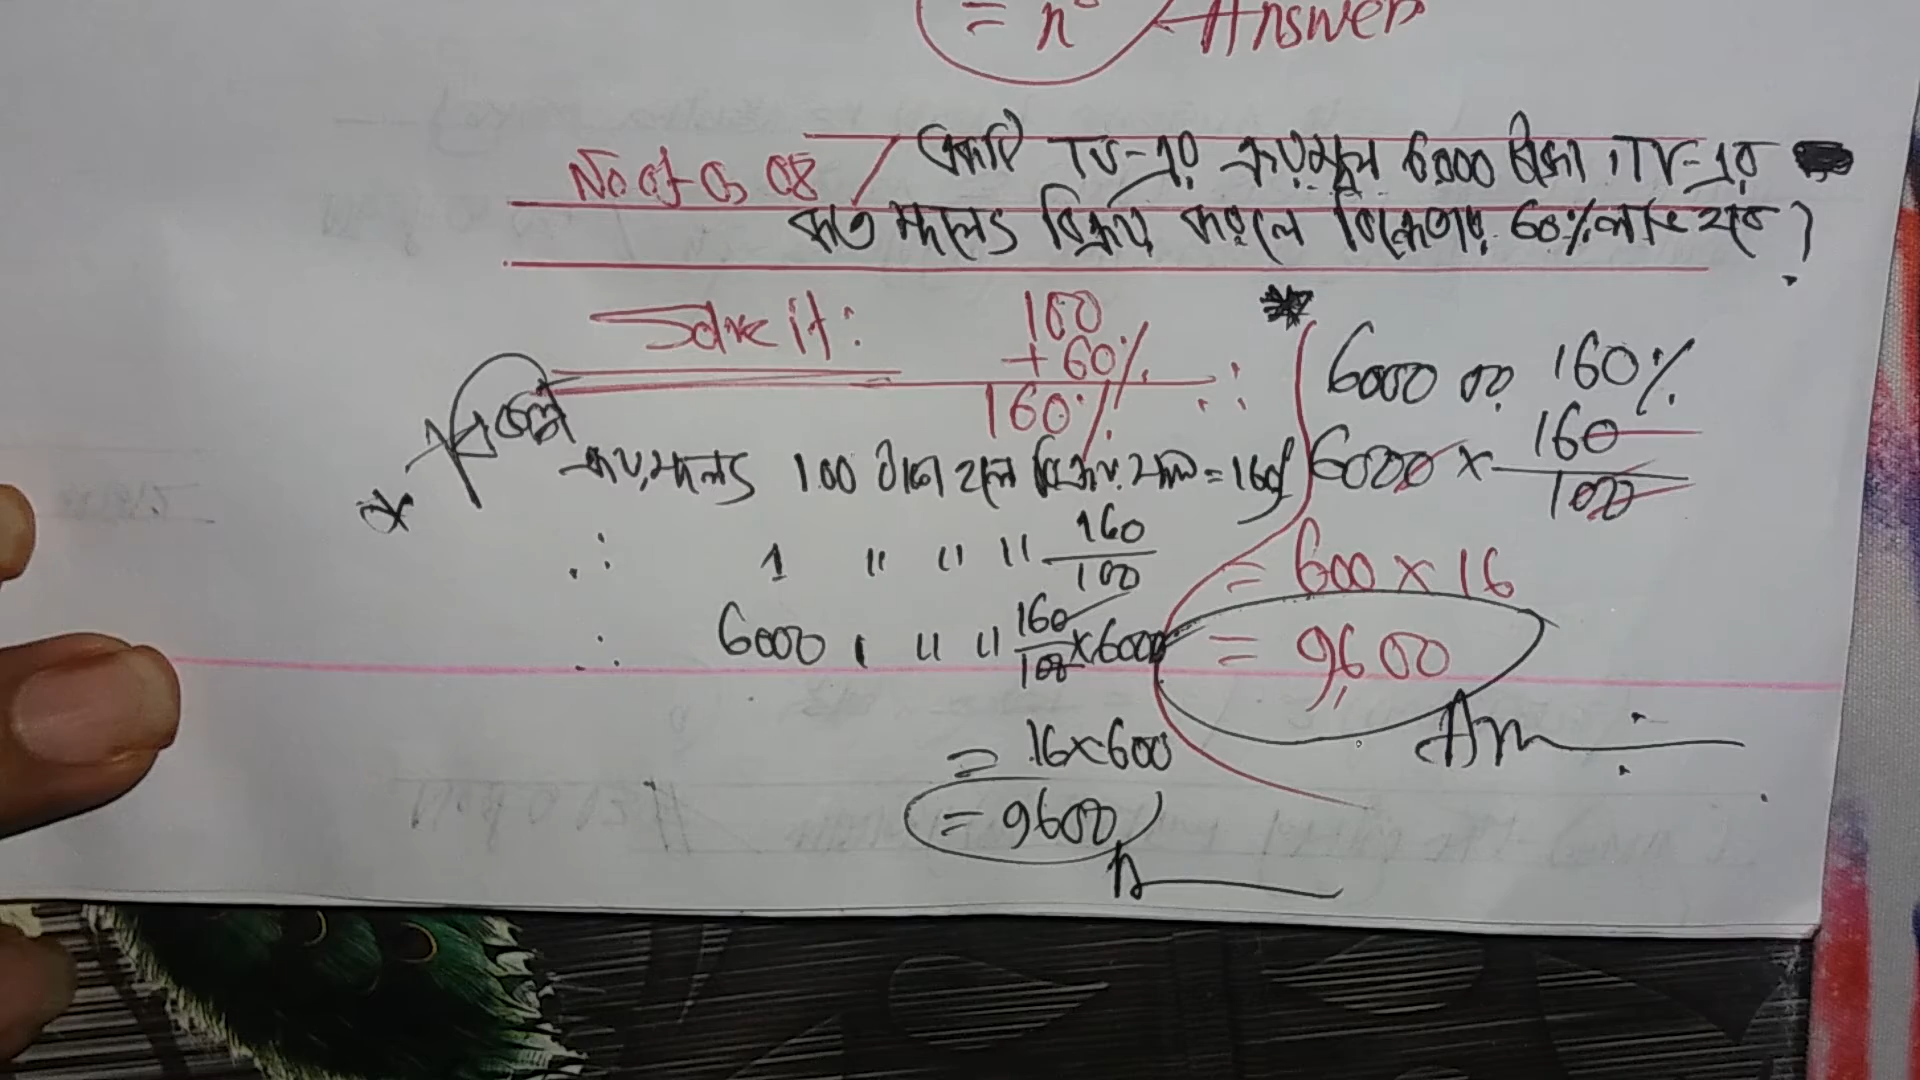 = n
Answer
No of Q 08 / একটি TV-এর ক্রয়মূল্য 6000 টাকা। TV-এর
কত মূল্যে বিক্রয় করলে বিক্রেতার 60% লাভ হবে?
Solve it:
100
+ 60%
160%
ক্রয়মূল্য 100 টাকা হলে বিক্রয়মূল্য = 160
∴ 1 " " " 160/100
∴ 6000 " " " 160/100 × 6000
= 16×600
= 9600
∴ 6000 এর 160%
6000 × 160/100
= 600 × 16
= 9600
Ans: